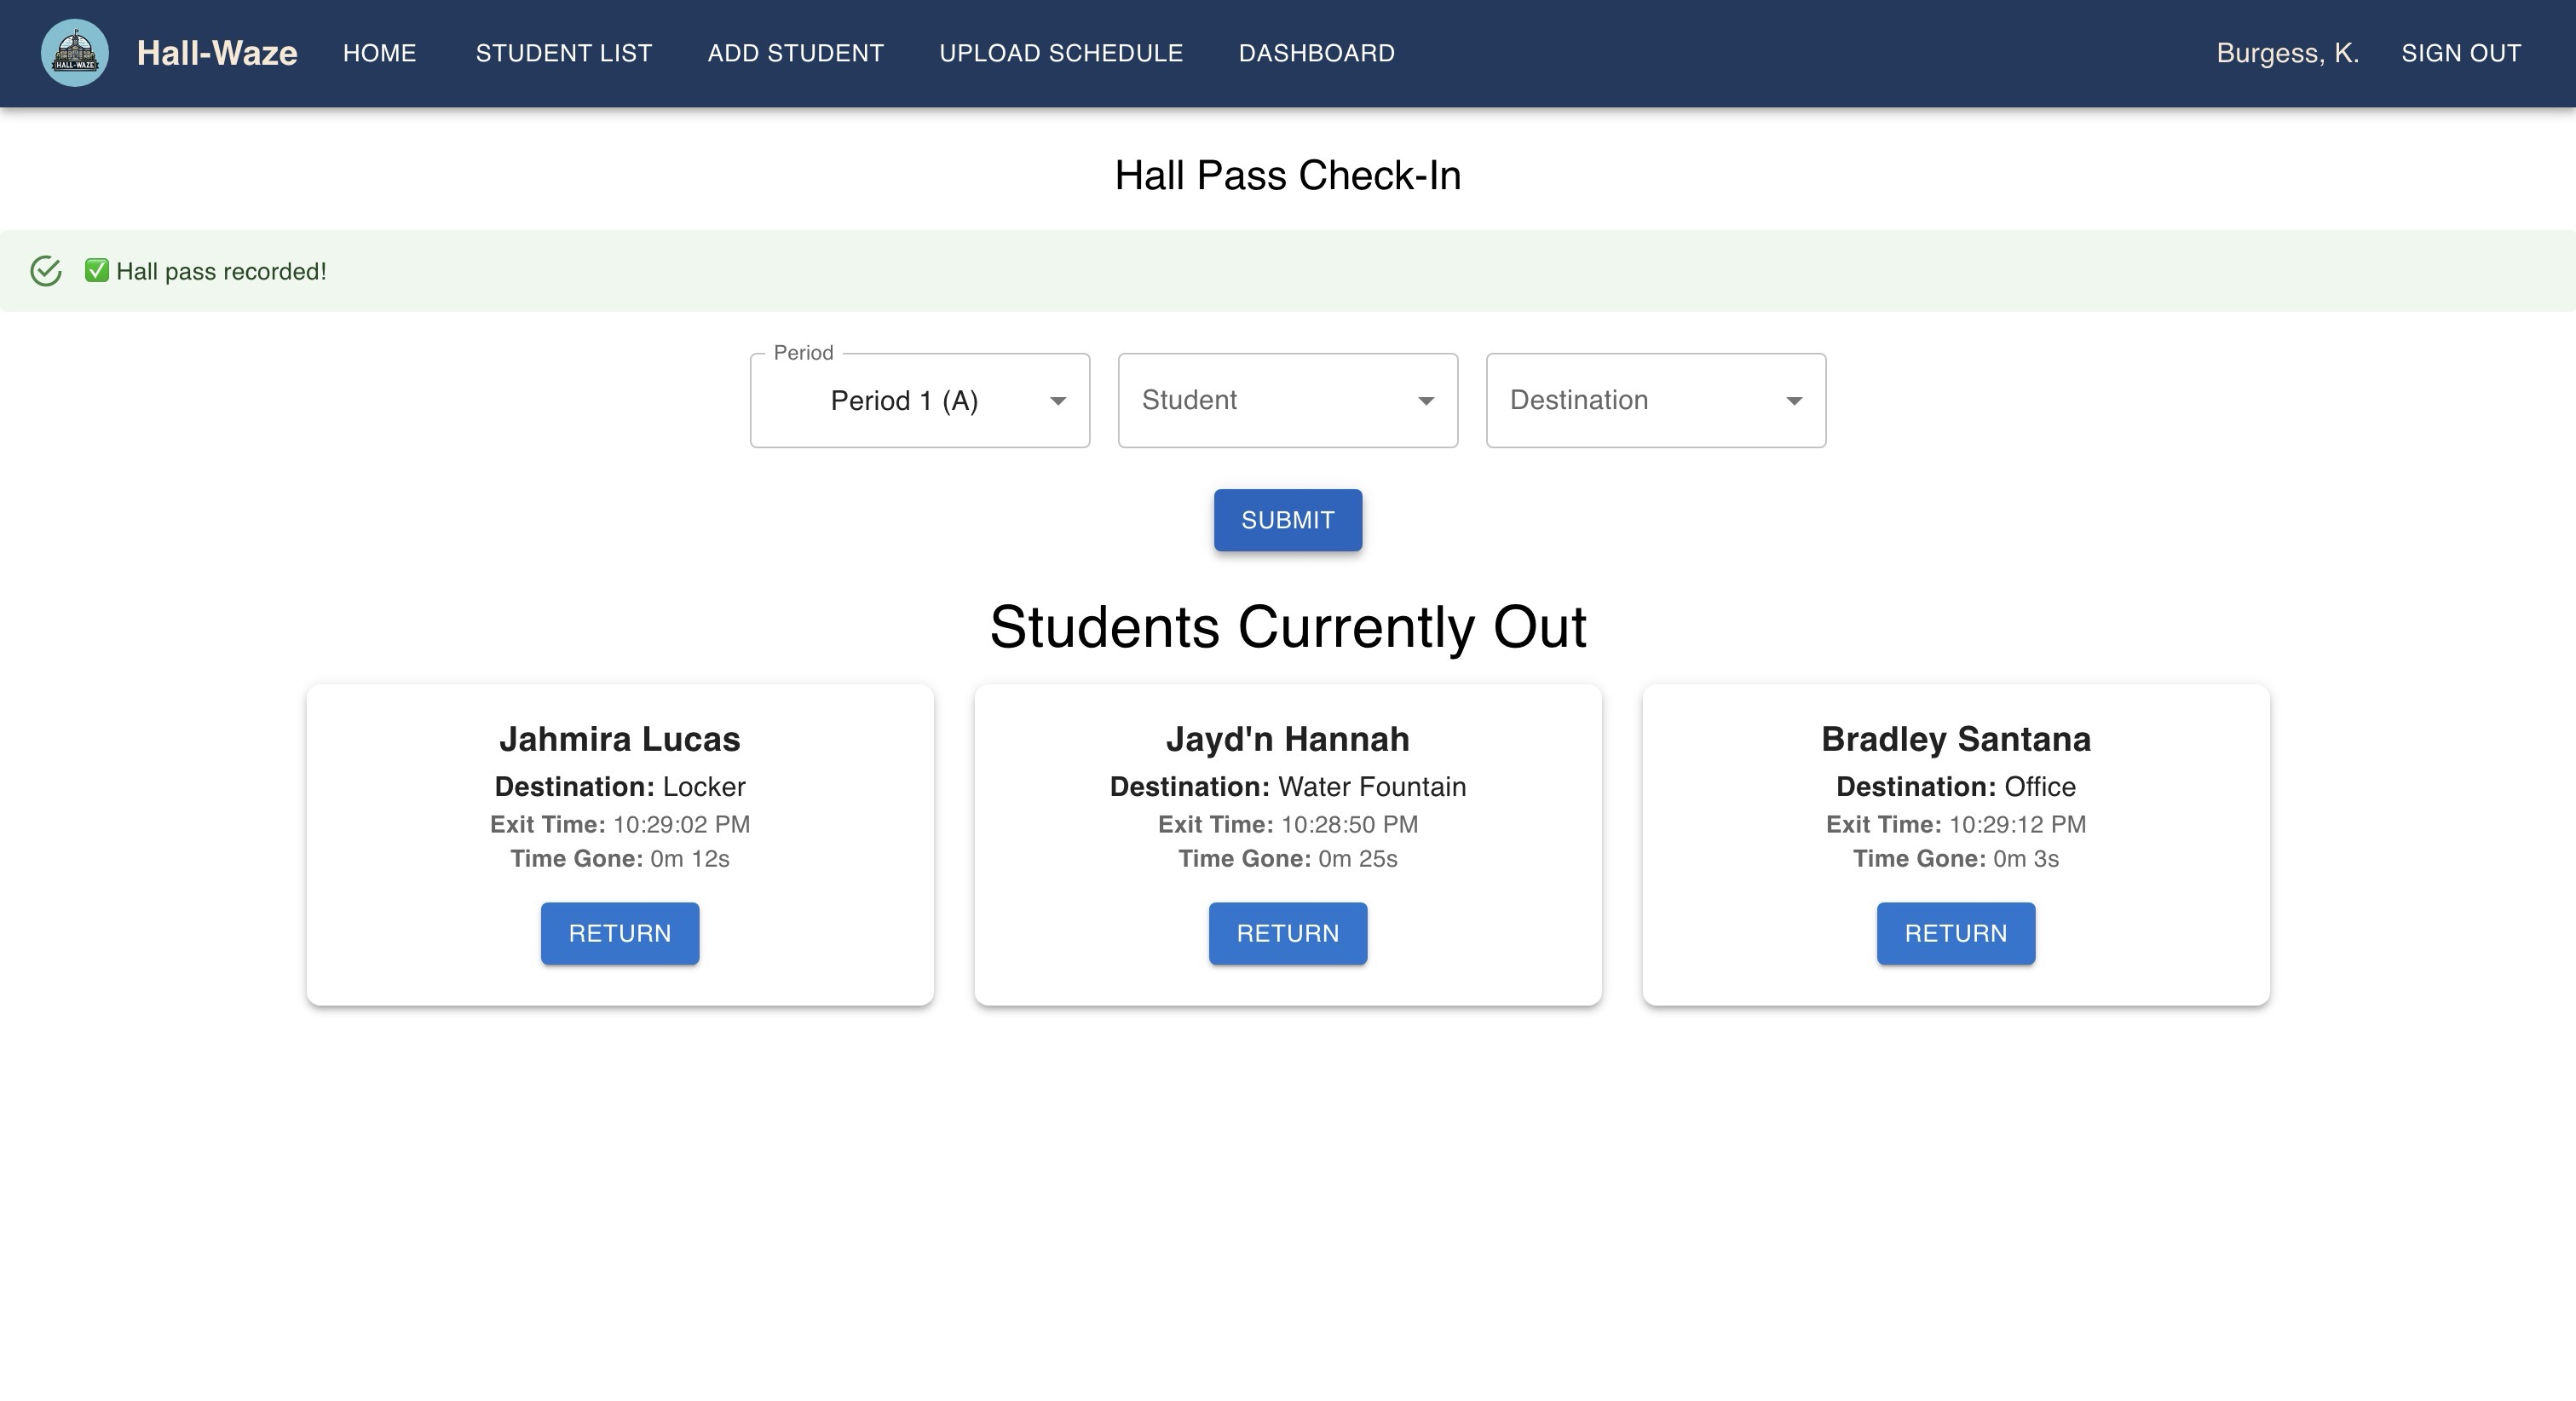 HALL-WAZE
Hall-Waze HOME STUDENT LIST ADD STUDENT UPLOAD SCHEDULE DASHBOARD Burgess, K. SIGN OUT
Hall Pass Check-In
✅ Hall pass recorded!
Period
Period 1 (A) Student Destination
SUBMIT
Students Currently Out
Jahmira Lucas
Destination: Locker
Exit Time: 10:29:02 PM
Time Gone: 0m 12s
RETURN
Jayd'n Hannah
Destination: Water Fountain
Exit Time: 10:28:50 PM
Time Gone: 0m 25s
RETURN
Bradley Santana
Destination: Office
Exit Time: 10:29:12 PM
Time Gone: 0m 3s
RETURN